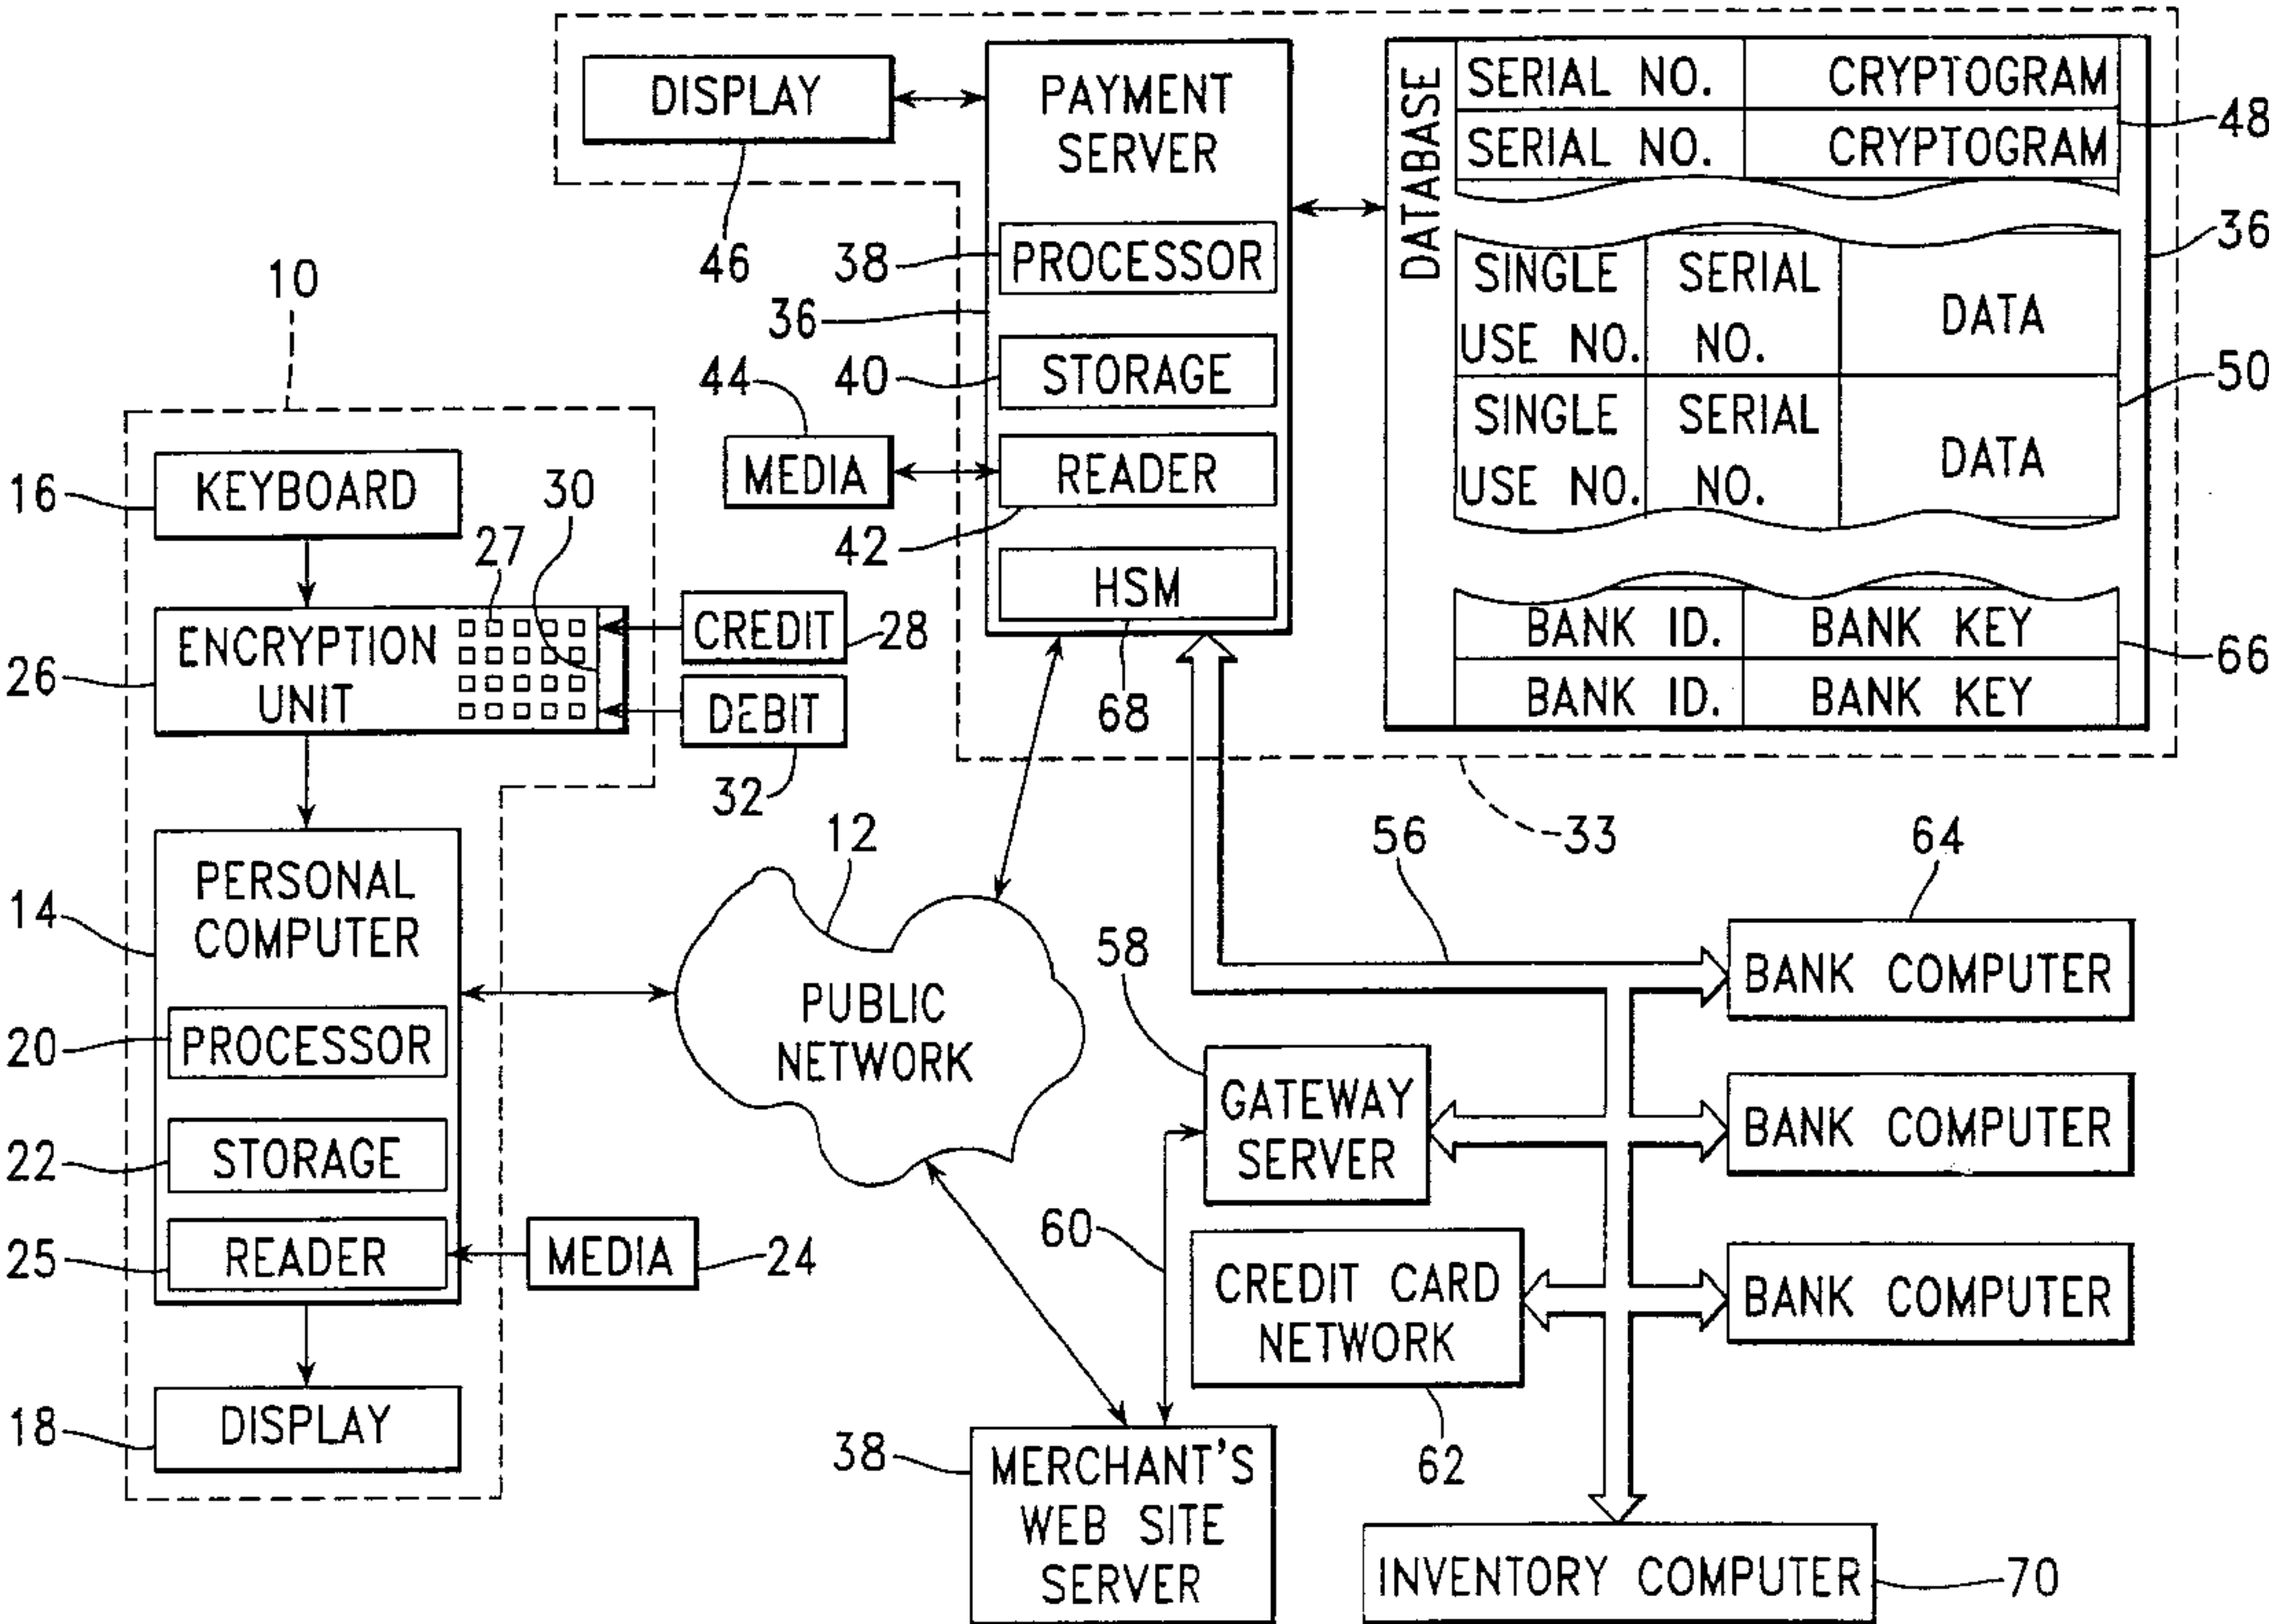 DISPLAY
46
PAYMENT
SERVER
38
PROCESSOR
36
40
STORAGE
44
MEDIA
READER
42
HSM
68
DATABASE
SERIAL NO. CRYPTOGRAM
SERIAL NO. CRYPTOGRAM
48
36
SINGLE SERIAL
DATA
USE NO. NO.
50
SINGLE SERIAL
DATA
USE NO. NO.
BANK ID. BANK KEY
66
BANK ID. BANK KEY
33
10
16
KEYBOARD
30
27
26
ENCRYPTION
UNIT
CREDIT
28
DEBIT
32
14
PERSONAL
COMPUTER
20
PROCESSOR
22
STORAGE
25
READER
MEDIA
24
18
DISPLAY
12
PUBLIC
NETWORK
56
64
BANK COMPUTER
58
GATEWAY
SERVER
BANK COMPUTER
60
CREDIT CARD
NETWORK
62
BANK COMPUTER
38
MERCHANT'S
WEB SITE
SERVER
INVENTORY COMPUTER
70